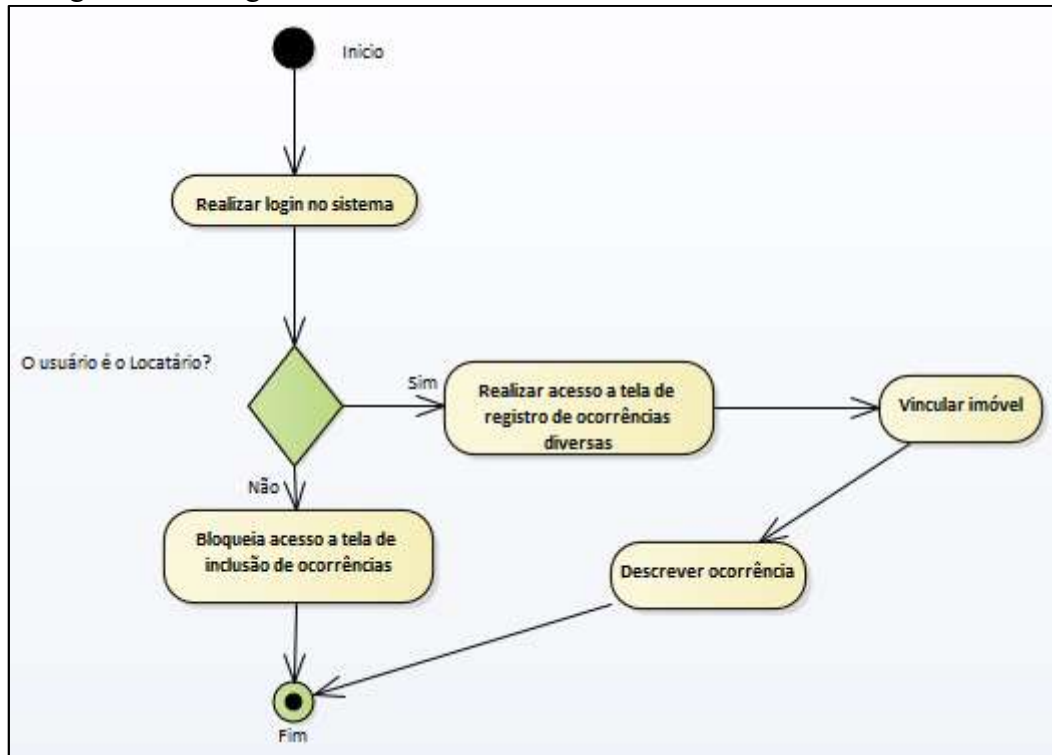 Inicio
Realizar login no sistema
O usuário é o Locatário?
Sim
Realizar acesso a tela de
registro de ocorrências
diversas
Vincular imóvel
Não
Bloqueia acesso a tela de
inclusão de ocorrências
Descrever ocorrência
Fim